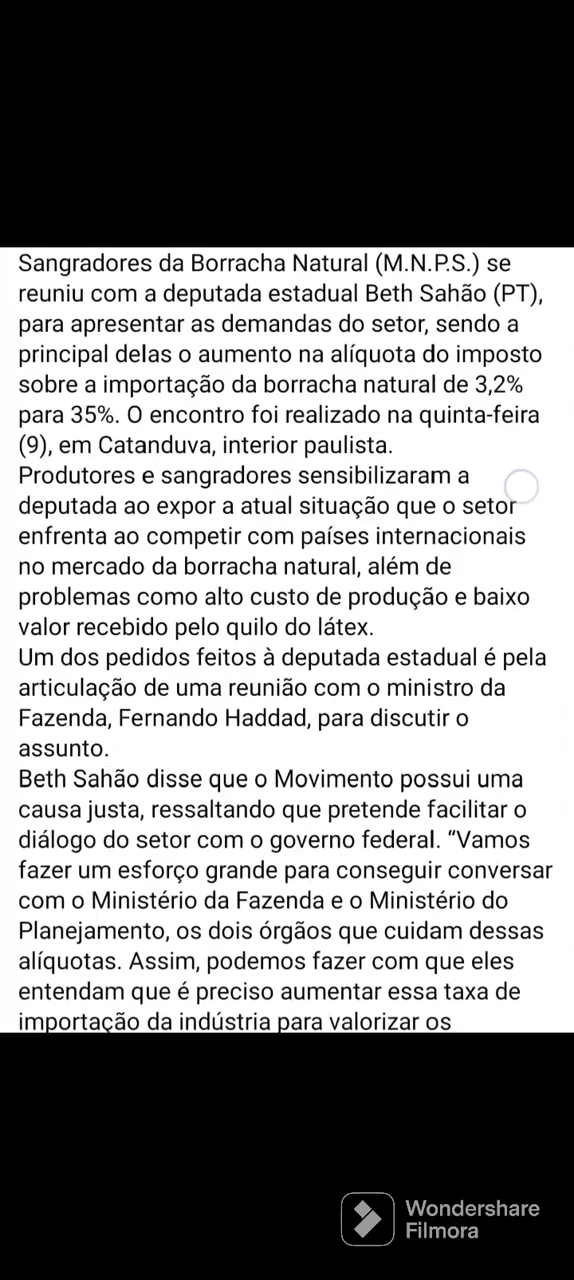 Sangradores da Borracha Natural (M.N.P.S.) se
reuniu com a deputada estadual Beth Sahão (PT),
para apresentar as demandas do setor, sendo a
principal delas o aumento na alíquota do imposto
sobre a importação da borracha natural de 3,2%
para 35%. O encontro foi realizado na quinta-feira
(9), em Catanduva, interior paulista.
Produtores e sangradores sensibilizaram a
deputada ao expor a atual situação que o setor
enfrenta ao competir com países internacionais
no mercado da borracha natural, além de
problemas como alto custo de produção e baixo
valor recebido pelo quilo do látex.
Um dos pedidos feitos à deputada estadual é pela
articulação de uma reunião com o ministro da
Fazenda, Fernando Haddad, para discutir o
assunto.
Beth Sahão disse que o Movimento possui uma
causa justa, ressaltando que pretende facilitar o
diálogo do setor com o governo federal. “Vamos
fazer um esforço grande para conseguir conversar
com o Ministério da Fazenda e o Ministério do
Planejamento, os dois órgãos que cuidam dessas
alíquotas. Assim, podemos fazer com que eles
entendam que é preciso aumentar essa taxa de
importação da indústria para valorizar os
Wondershare
Filmora